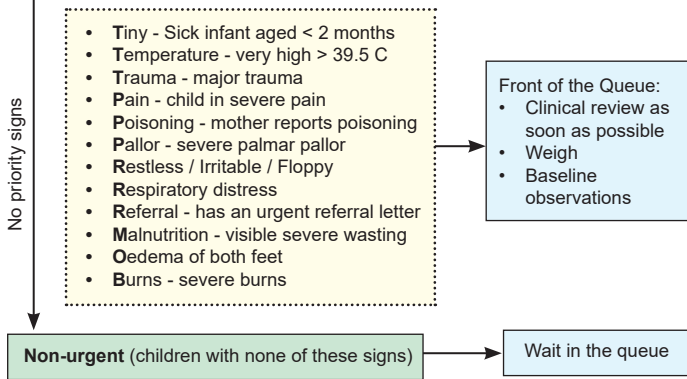 No priority signs
• Tiny - Sick infant aged < 2 months
• Temperature - very high > 39.5 C
• Trauma - major trauma
• Pain - child in severe pain
• Poisoning - mother reports poisoning
• Pallor - severe palmar pallor
• Restless / Irritable / Floppy
• Respiratory distress
• Referral - has an urgent referral letter
• Malnutrition - visible severe wasting
• Oedema of both feet
• Burns - severe burns
Front of the Queue:
• Clinical review as
soon as possible
• Weigh
• Baseline
observations
Non-urgent (children with none of these signs)
Wait in the queue